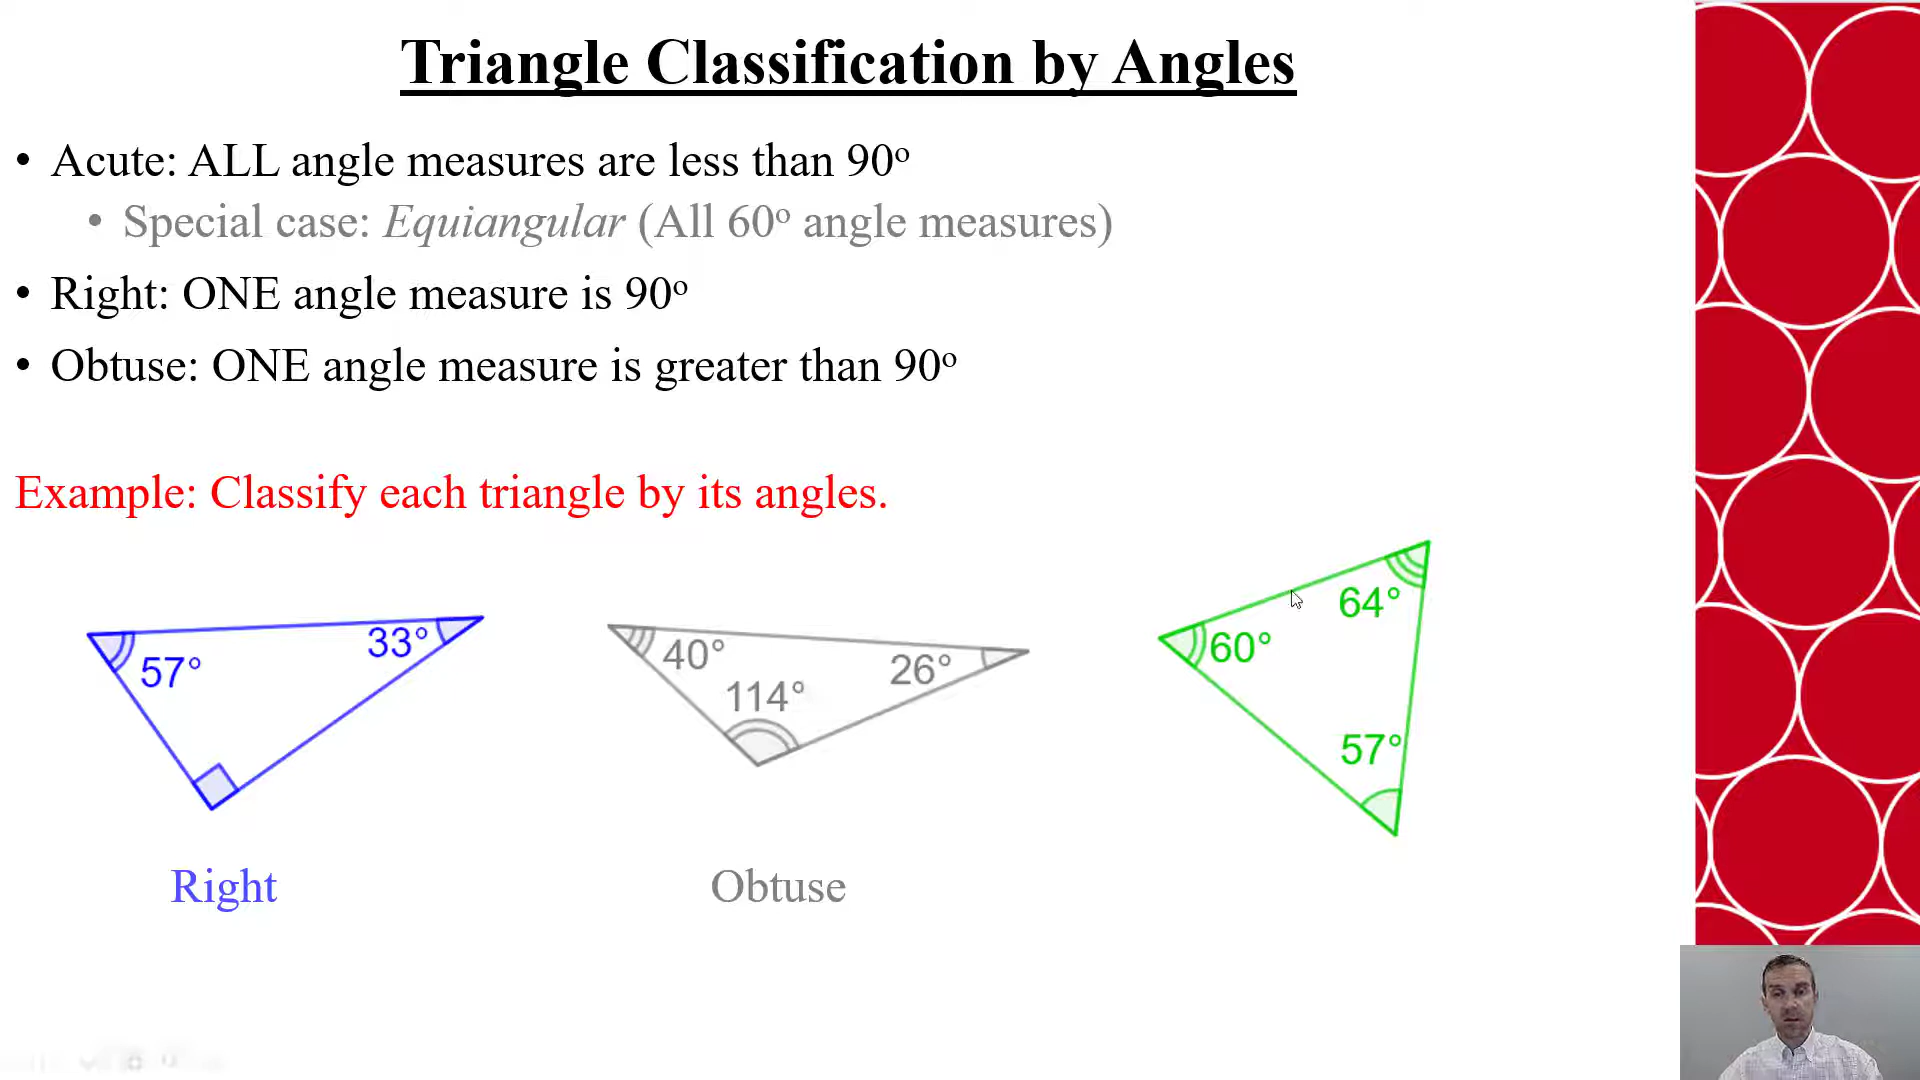 Triangle Classification by Angles
• Acute: ALL angle measures are less than 90º
• Special case: Equiangular (All 60º angle measures)
• Right: ONE angle measure is 90º
• Obtuse: ONE angle measure is greater than 90º
Example: Classify each triangle by its angles.
57°
33°
40°
114°
26°
60°
64°
57°
Right
Obtuse